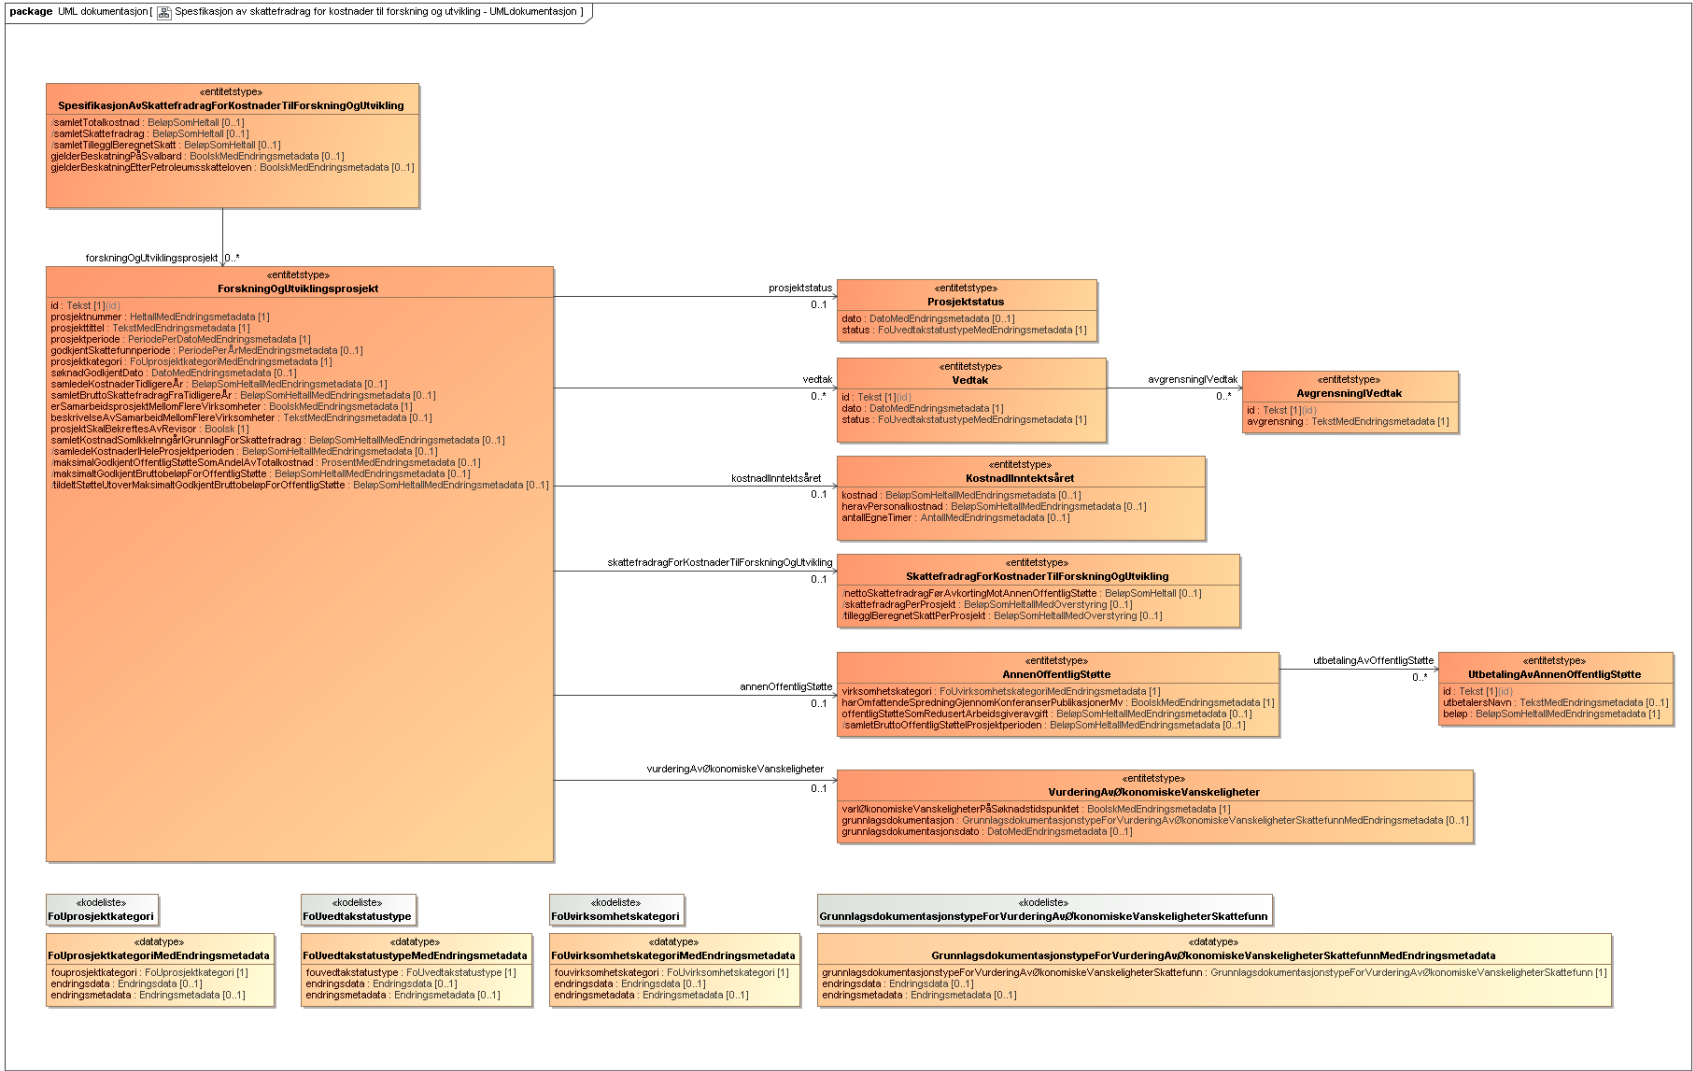 package UML dokumentasjon [ Spesfikasjon av skattefradrag for kostnader til forskning og utvikling - UMLdokumentasjon ]
«entitetstype»
SpesifikasjonAvSkattefradragForKostnaderTilForskningOgUtvikling
/samletTotalkostnad : BeløpSomHeltall [0..1]
/samletSkattefradrag : BeløpSomHeltall [0..1]
/samletTilleggIBeregnetSkatt : BeløpSomHeltall [0..1]
gjelderBeskatningPåSvalbard : BoolskMedEndringsmetadata [0..1]
gjelderBeskatningEtterPetroleumsskatteloven : BoolskMedEndringsmetadata [0..1]
forskningOgUtviklingsprosjekt 0..*
«entitetstype»
ForskningOgUtviklingsprosjekt
id : Tekst [1]{id}
prosjektnummer : HeltallMedEndringsmetadata [1]
prosjekttittel : TekstMedEndringsmetadata [1]
prosjektperiode : PeriodePerDatoMedEndringsmetadata [1]
godkjentSkattefunnperiode : PeriodePerÅrMedEndringsmetadata [0..1]
prosjektkategori : FoUprosjektkategoriMedEndringsmetadata [1]
søknadGodkjentDato : DatoMedEndringsmetadata [0..1]
samledeKostnaderTidligereÅr : BeløpSomHeltallMedEndringsmetadata [0..1]
samletBruttoSkattefradragFraTidligereÅr : BeløpSomHeltallMedEndringsmetadata [0..1]
erSamarbeidsprosjektMellomFlereVirksomheter : BoolskMedEndringsmetadata [1]
beskrivelseAvSamarbeidMellomFlereVirksomheter : TekstMedEndringsmetadata [0..1]
prosjektSkalBekreftesAvRevisor : Boolsk [1]
samletKostnadSomIkkeInngårIGrunnlagForSkattefradrag : BeløpSomHeltallMedEndringsmetadata [0..1]
/samledeKostnaderIHeleProsjektperioden : BeløpSomHeltallMedEndringsmetadata [0..1]
/maksimalGodkjentOffentligStøtteSomAndelAvTotalkostnad : ProsentMedEndringsmetadata [0..1]
/maksimaltGodkjentBruttobeløpForOffentligStøtte : BeløpSomHeltallMedEndringsmetadata [0..1]
/tildeltStøtteUtoverMaksimaltGodkjentBruttobeløpForOffentligStøtte : BeløpSomHeltallMedEndringsmetadata [0..1]
prosjektstatus
0..1
«entitetstype»
Prosjektstatus
dato : DatoMedEndringsmetadata [0..1]
status : FoUvedtakstatustypeMedEndringsmetadata [1]
vedtak
0..*
«entitetstype»
Vedtak
id : Tekst [1]{id}
dato : DatoMedEndringsmetadata [1]
status : FoUvedtakstatustypeMedEndringsmetadata [1]
avgrensningIVedtak
0..*
«entitetstype»
AvgrensningIVedtak
id : Tekst [1]{id}
avgrensning : TekstMedEndringsmetadata [1]
kostnadIInntektsåret
0..1
«entitetstype»
KostnadIInntektsåret
kostnad : BeløpSomHeltallMedEndringsmetadata [0..1]
heravPersonalkostnad : BeløpSomHeltallMedEndringsmetadata [0..1]
antallEgneTimer : AntallMedEndringsmetadata [0..1]
skattefradragForKostnaderTilForskningOgUtvikling
0..1
«entitetstype»
SkattefradragForKostnaderTilForskningOgUtvikling
/nettoSkattefradragFørAvkortingMotAnnenOffentligStøtte : BeløpSomHeltall [0..1]
/skattefradragPerProsjekt : BeløpSomHeltallMedOverstyring [0..1]
/tilleggIBeregnetSkattPerProsjekt : BeløpSomHeltallMedOverstyring [0..1]
annenOffentligStøtte
0..1
«entitetstype»
AnnenOffentligStøtte
virksomhetskategori : FoUvirksomhetskategoriMedEndringsmetadata [1]
harOmfattendeSpredningGjennomKonferanserPublikasjonerMv : BoolskMedEndringsmetadata [1]
offentligStøtteSomRedusertArbeidsgiveravgift : BeløpSomHeltallMedEndringsmetadata [0..1]
/samletBruttoOffentligStøtteIProsjektperioden : BeløpSomHeltallMedEndringsmetadata [0..1]
utbetalingAvOffentligStøtte
0..*
«entitetstype»
UtbetalingAvAnnenOffentligStøtte
id : Tekst [1]{id}
utbetalersNavn : TekstMedEndringsmetadata [0..1]
beløp : BeløpSomHeltallMedEndringsmetadata [1]
vurderingAvØkonomiskeVanskeligheter
0..1
«entitetstype»
VurderingAvØkonomiskeVanskeligheter
varIØkonomiskeVanskeligheterPåSøknadstidspunktet : BoolskMedEndringsmetadata [1]
grunnlagsdokumentasjon : GrunnlagsdokumentasjonstypeForVurderingAvØkonomiskeVanskeligheterSkattefunnMedEndringsmetadata [0..1]
grunnlagsdokumentasjonsdato : DatoMedEndringsmetadata [0..1]
«kodeliste»
FoUprosjektkategori
«kodeliste»
FoUvedtakstatustype
«kodeliste»
FoUvirksomhetskategori
«kodeliste»
GrunnlagsdokumentasjonstypeForVurderingAvØkonomiskeVanskeligheterSkattefunn
«datatype»
FoUprosjektkategoriMedEndringsmetadata
fouprosjektkategori : FoUprosjektkategori [1]
endringsdata : Endringsdata [0..1]
endringsmetadata : Endringsmetadata [0..1]
«datatype»
FoUvedtakstatustypeMedEndringsmetadata
fouvedtakstatustype : FoUvedtakstatustype [1]
endringsdata : Endringsdata [0..1]
endringsmetadata : Endringsmetadata [0..1]
«datatype»
FoUvirksomhetskategoriMedEndringsmetadata
fouvirksomhetskategori : FoUvirksomhetskategori [1]
endringsdata : Endringsdata [0..1]
endringsmetadata : Endringsmetadata [0..1]
«datatype»
GrunnlagsdokumentasjonstypeForVurderingAvØkonomiskeVanskeligheterSkattefunnMedEndringsmetadata
grunnlagsdokumentasjonstypeForVurderingAvØkonomiskeVanskeligheterSkattefunn : GrunnlagsdokumentasjonstypeForVurderingAvØkonomiskeVanskeligheterSkattefunn [1]
endringsdata : Endringsdata [0..1]
endringsmetadata : Endringsmetadata [0..1]